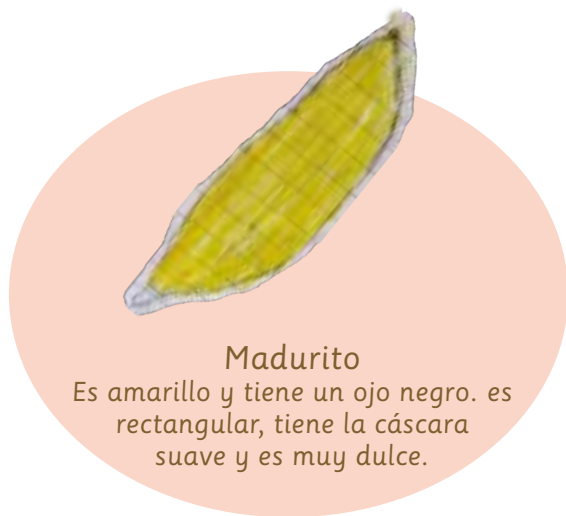 Madurito
Es amarillo y tiene un ojo negro. es
rectangular, tiene la cáscara
suave y es muy dulce.